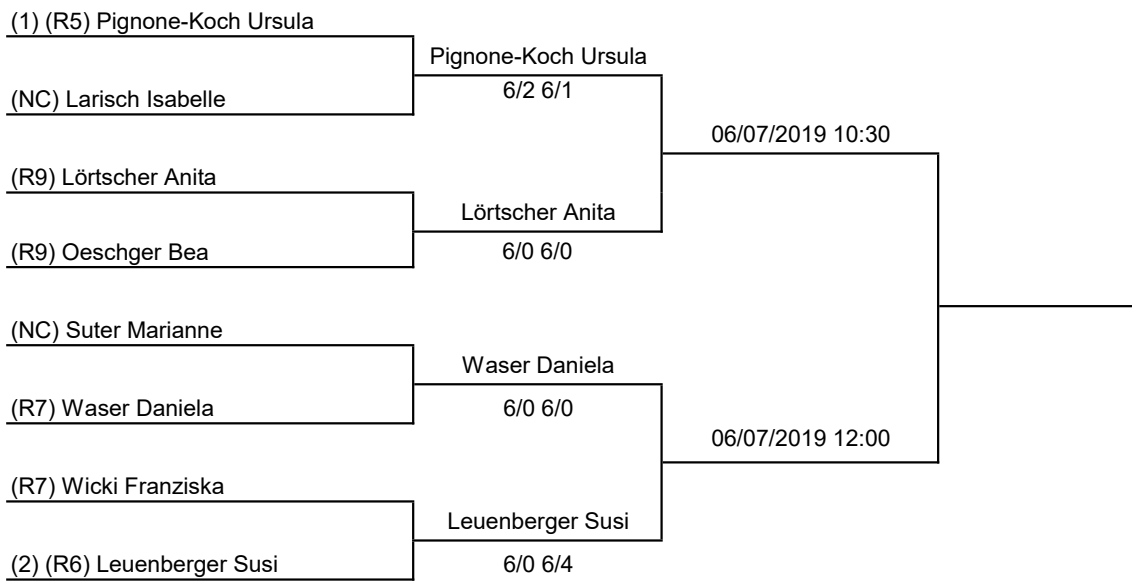 (1) (R5) Pignone-Koch Ursula
Pignone-Koch Ursula
(NC) Larisch Isabelle
6/2 6/1
06/07/2019 10:30
(R9) Lörtscher Anita
Lörtscher Anita
(R9) Oeschger Bea
6/0 6/0
(NC) Suter Marianne
Waser Daniela
(R7) Waser Daniela
6/0 6/0
06/07/2019 12:00
(R7) Wicki Franziska
Leuenberger Susi
(2) (R6) Leuenberger Susi
6/0 6/4